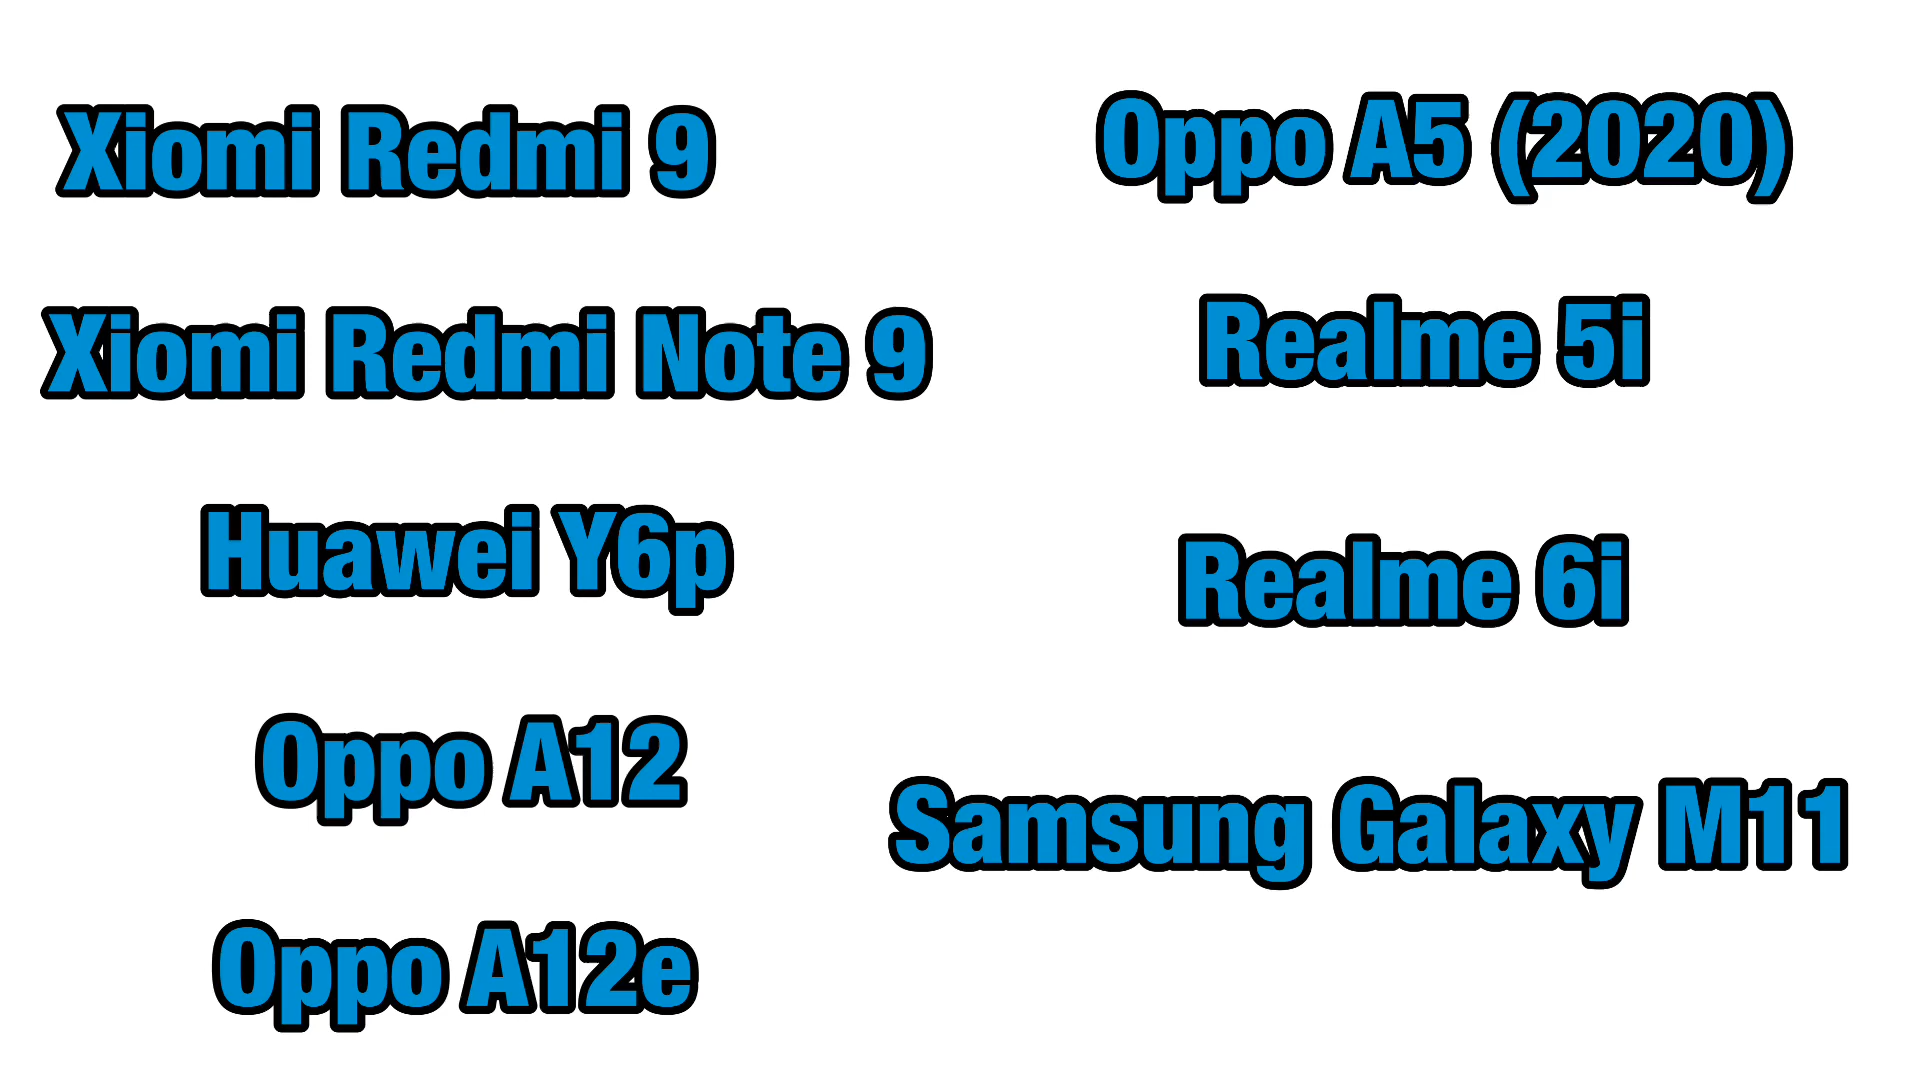 Xiomi Redmi 9
Xiomi Redmi Note 9
Huawei Y6p
Oppo A12
Oppo A12e
Oppo A5 (2020)
Realme 5i
Realme 6i
Samsung Galaxy M11